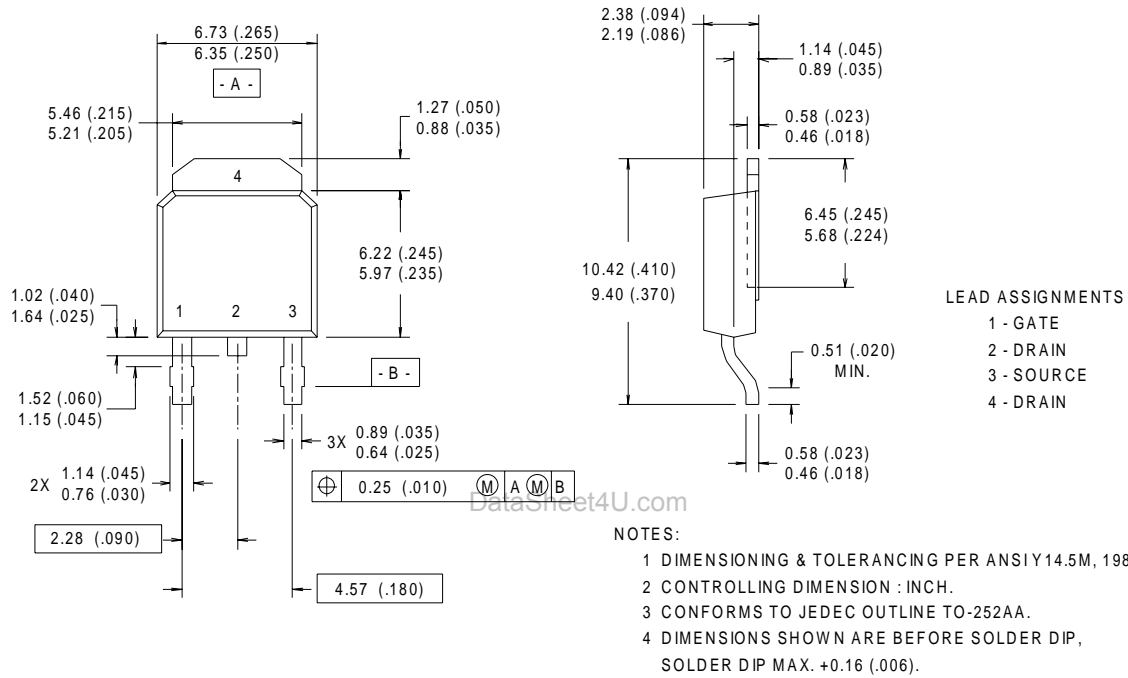 6.73 (.265)
6.35 (.250)
- A -
5.46 (.215)
5.21 (.205)
1.27 (.050)
0.88 (.035)
4
6.22 (.245)
5.97 (.235)
1.02 (.040)
1.64 (.025)
1 2 3
- B -
1.52 (.060)
1.15 (.045)
3X 0.89 (.035)
0.64 (.025)
2X 1.14 (.045)
0.76 (.030)
0.25 (.010) M A M B
2.28 (.090)
4.57 (.180)
2.38 (.094)
2.19 (.086)
1.14 (.045)
0.89 (.035)
0.58 (.023)
0.46 (.018)
6.45 (.245)
5.68 (.224)
10.42 (.410)
9.40 (.370)
0.51 (.020)
MIN.
0.58 (.023)
0.46 (.018)
LEAD ASSIGNMENTS
1 - GATE
2 - DRAIN
3 - SOURCE
4 - DRAIN
DataSheet4U.com
NOTES:
1 DIMENSIONING & TOLERANCING PER ANSI Y14.5M, 198
2 CONTROLLING DIMENSION : INCH.
3 CONFORMS TO JEDEC OUTLINE TO-252AA.
4 DIMENSIONS SHOWN ARE BEFORE SOLDER DIP,
SOLDER DIP MAX. +0.16 (.006).